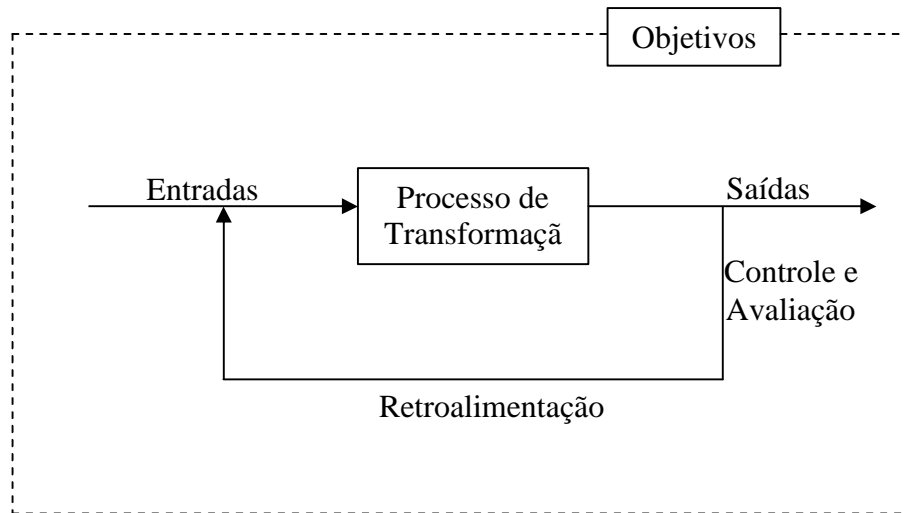 Objetivos
Entradas
Processo de
Transformaçã
Saídas
Controle e
Avaliação
Retroalimentação